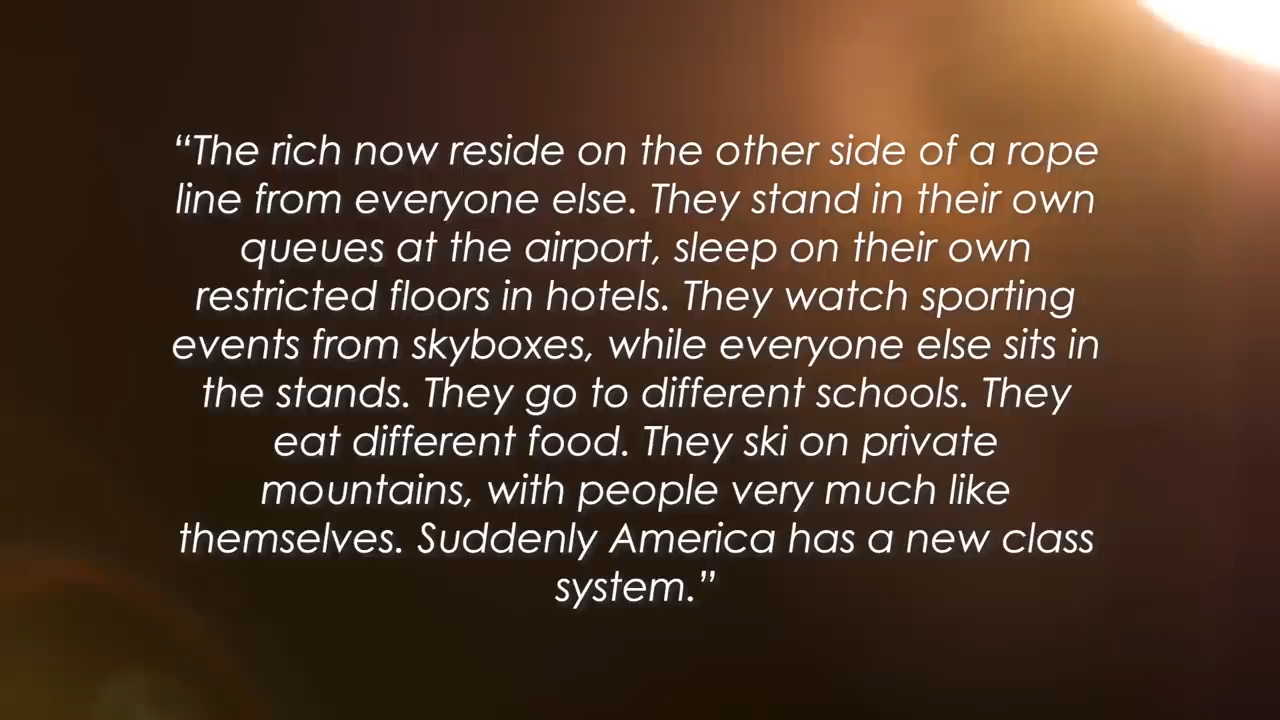 “The rich now reside on the other side of a rope
line from everyone else. They stand in their own
queues at the airport, sleep on their own
restricted floors in hotels. They watch sporting
events from skyboxes, while everyone else sits in
the stands. They go to different schools. They
eat different food. They ski on private
mountains, with people very much like
themselves. Suddenly America has a new class
system.”